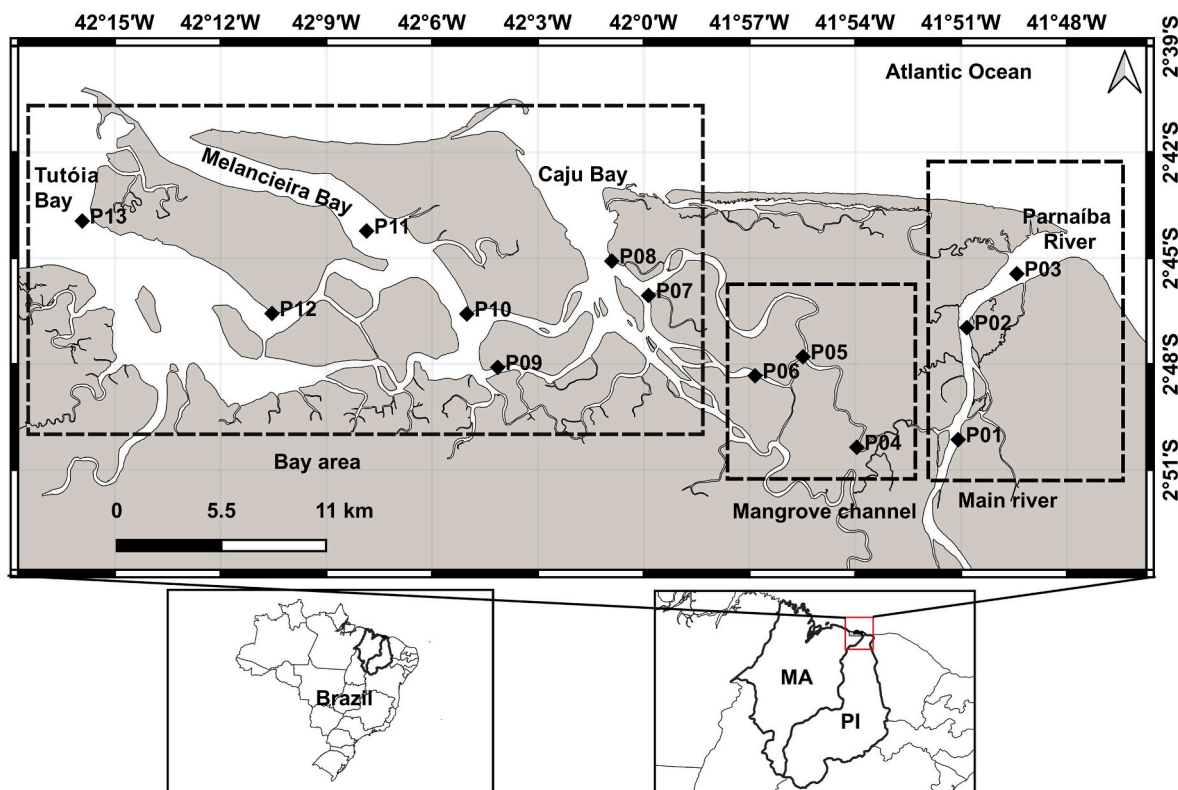 42°15'W 42°12'W 42°9'W 42°6'W 42°3'W 42°0'W 41°57'W 41°54'W 41°51'W 41°48'W
2°39'S
Atlantic Ocean
2°42'S
Tutóia
Bay
Melancieira Bay
Caju Bay
P13
P11
Parnaíba
River
2°45'S
P08
P03
P07
P12
P10
P02
P05
2°48'S
P09
P06
P04
P01
Bay area
2°51'S
Mangrove channel
Main river
0 5.5 11 km
Brazil
MA
PI